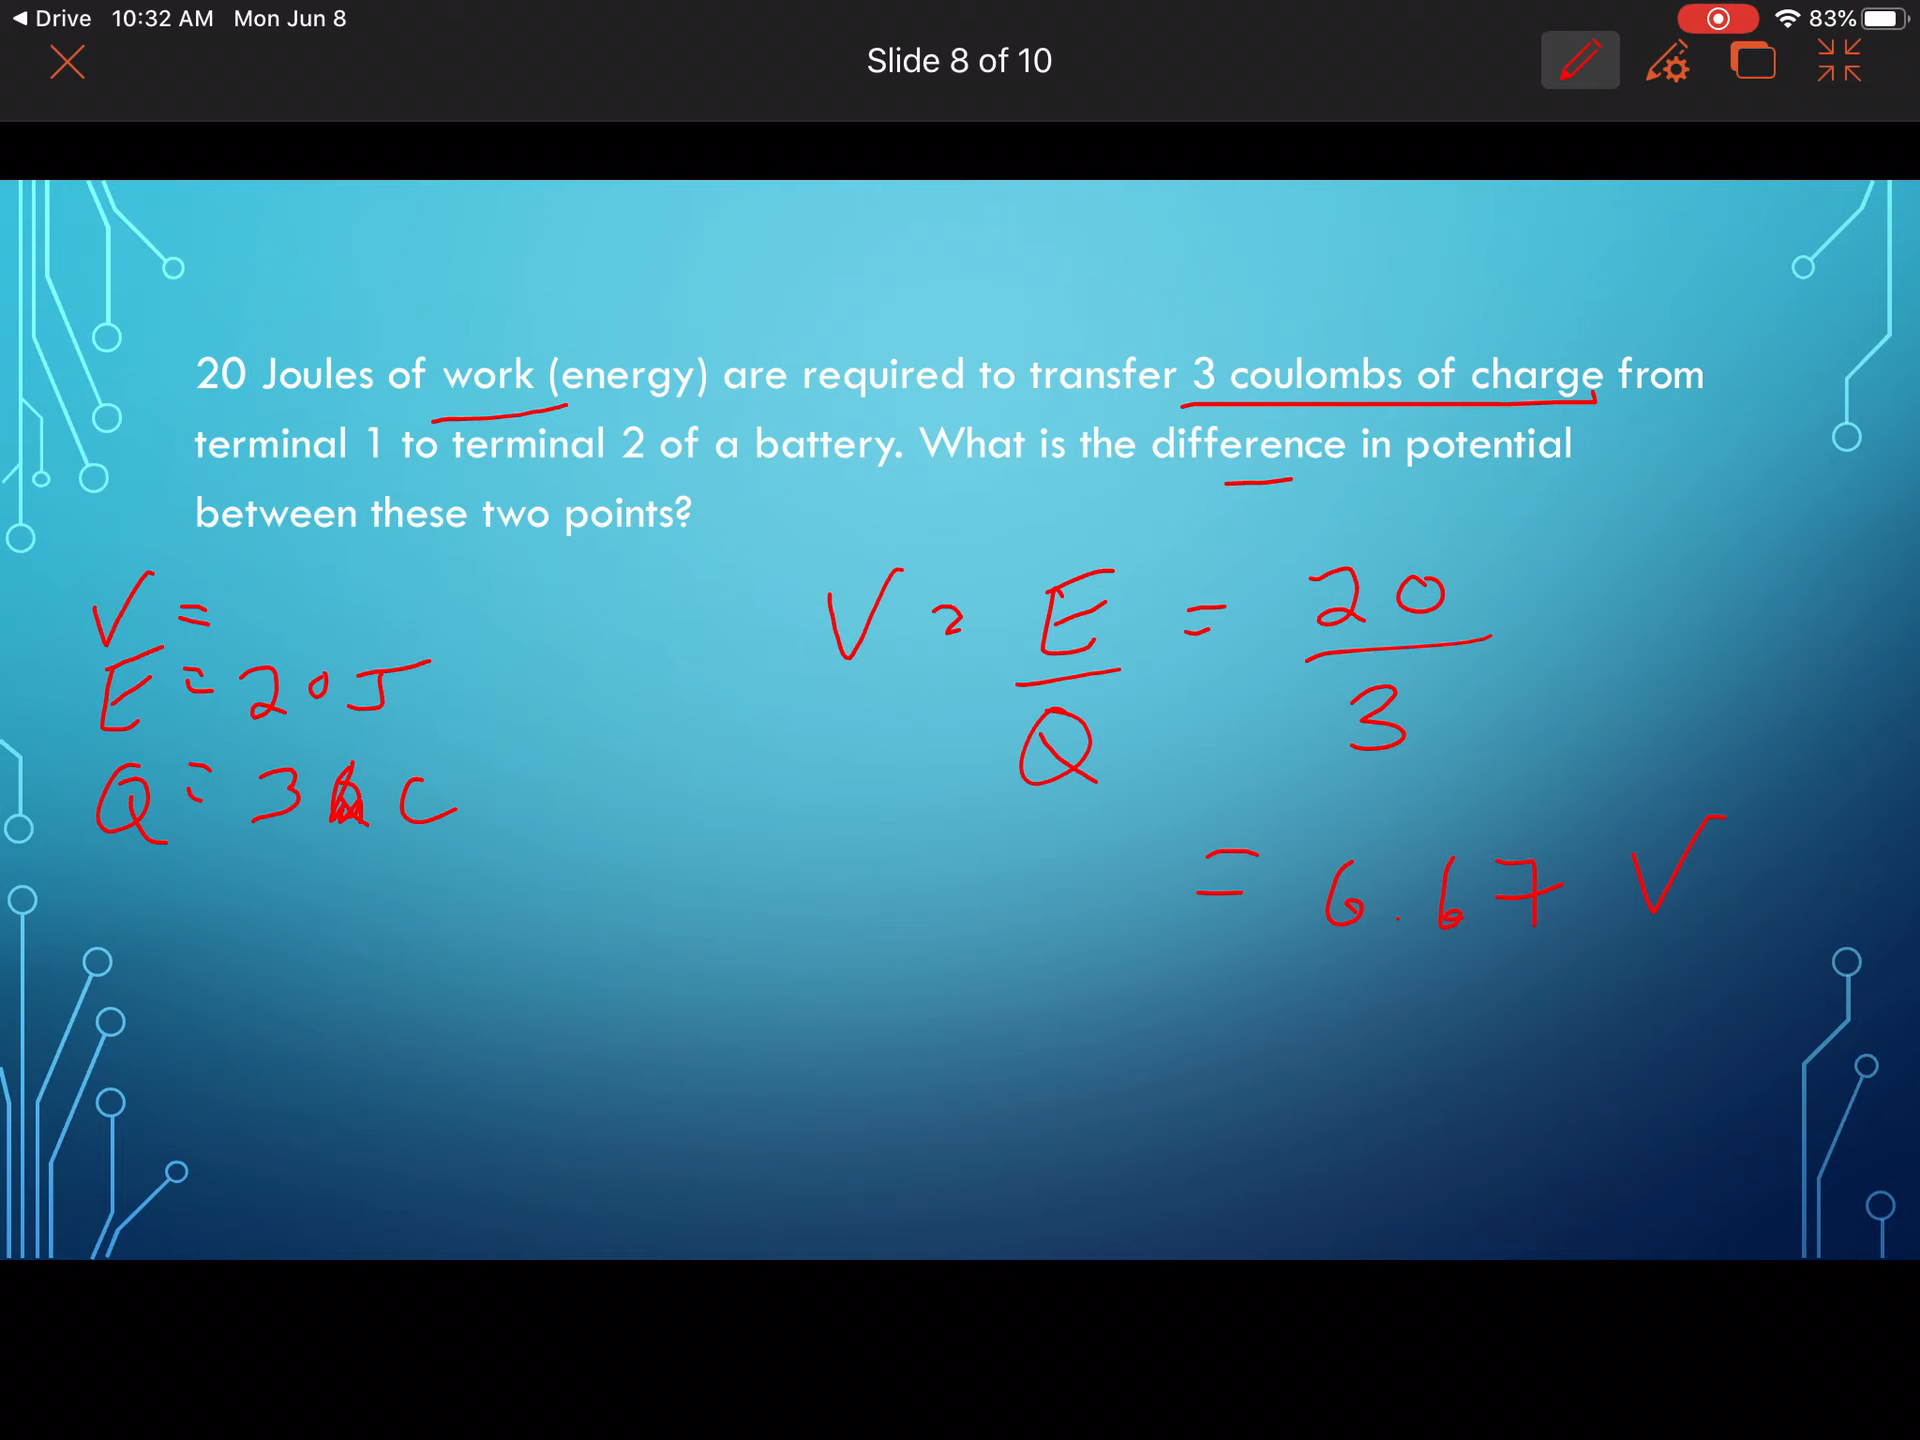 ◀ Drive 10:32 AM Mon Jun 8 83%
Slide 8 of 10
20 Joules of work (energy) are required to transfer 3 coulombs of charge from
terminal 1 to terminal 2 of a battery. What is the difference in potential
between these two points?
V =
E = 20J
Q = 3 C
V = E/Q = 20/3
= 6.67 V